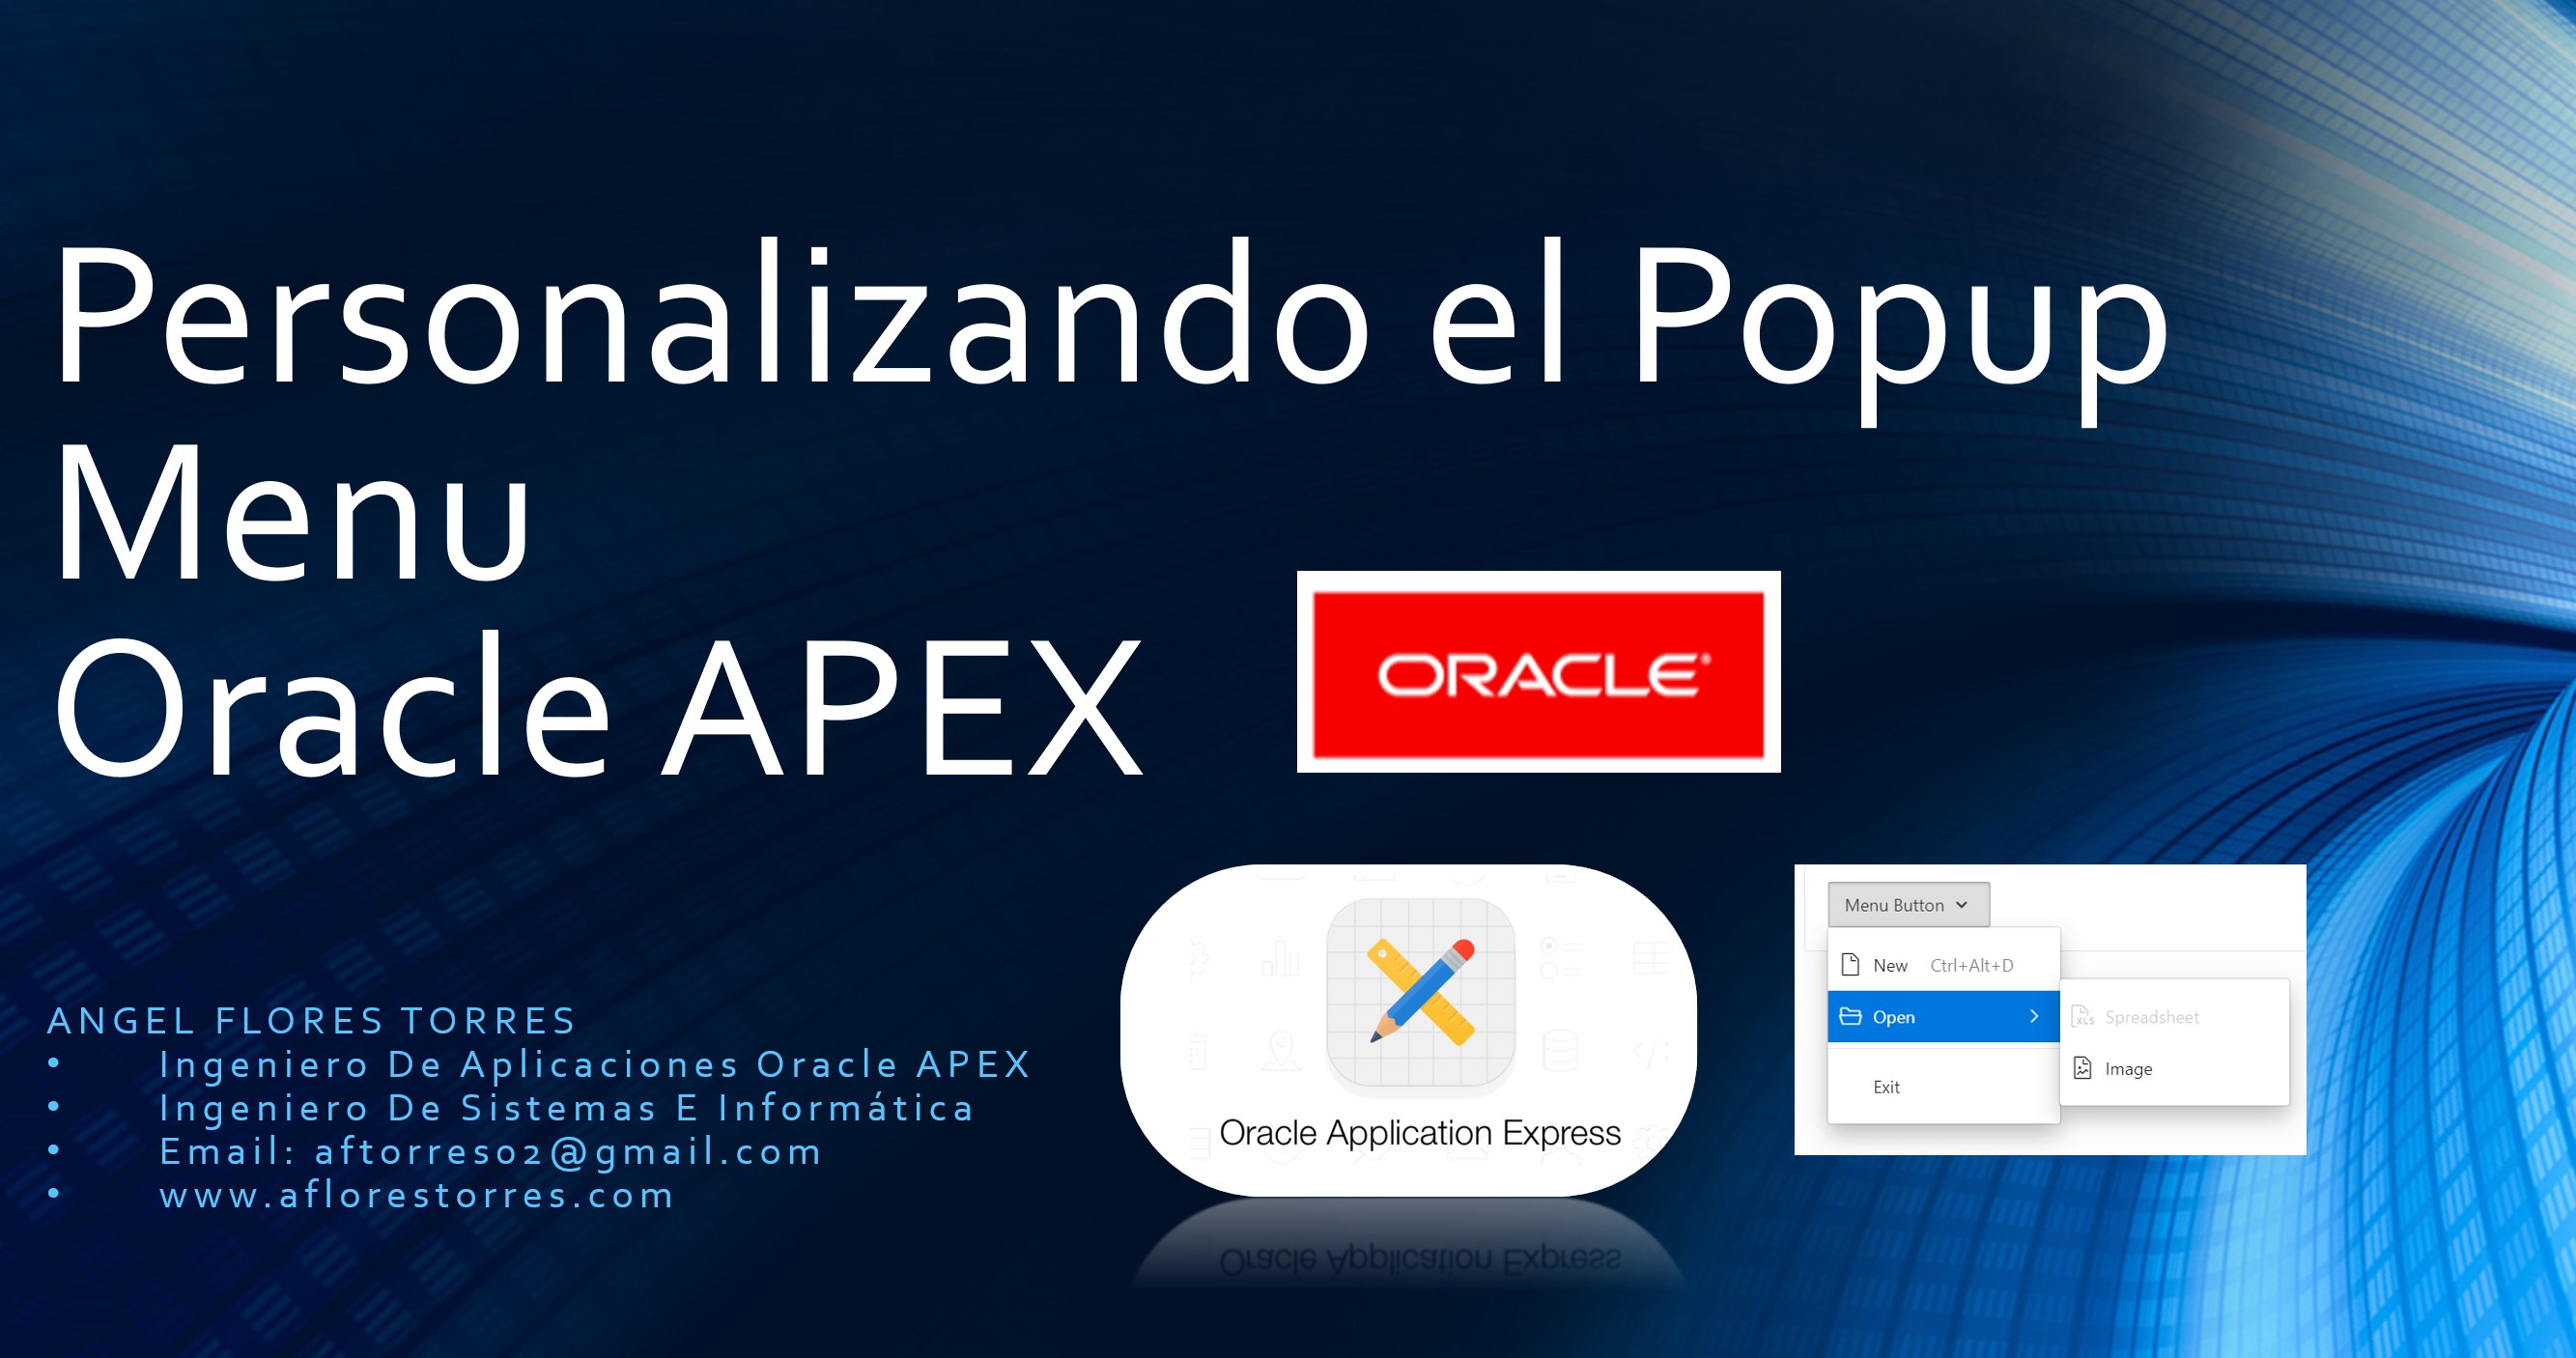 Personalizando el Popup
Menu
Oracle APEX
ORACLE®
ANGEL FLORES TORRES
• Ingeniero De Aplicaciones Oracle APEX
• Ingeniero De Sistemas E Informática
• Email: aftorres02@gmail.com
• www.aflorestorres.com
Oracle Application Express
Oracle Application Express
Menu Button
New Ctrl+Alt+D
Open
Exit
XLS Spreadsheet
Image